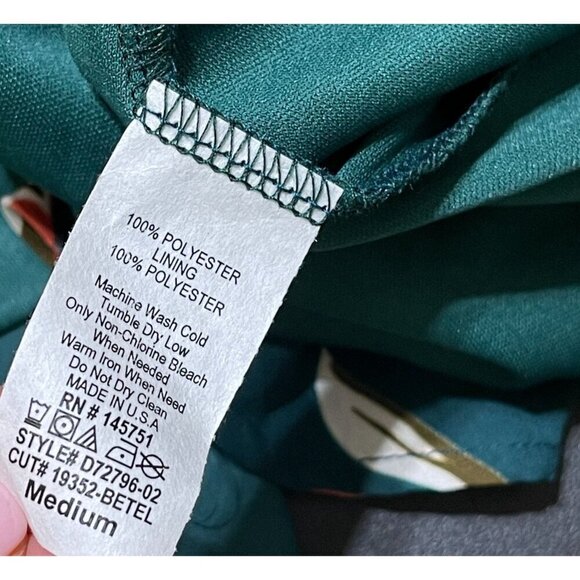 100% POLYESTER
LINING
100% POLYESTER
Machine Wash Cold
Tumble Dry Low
Only Non-Chlorine Bleach
When Needed
Warm Iron When Need
Do Not Dry Clean
MADE IN U.S.A
RN # 145751
STYLE# D72796-02
CUT# 19352-BETEL
Medium